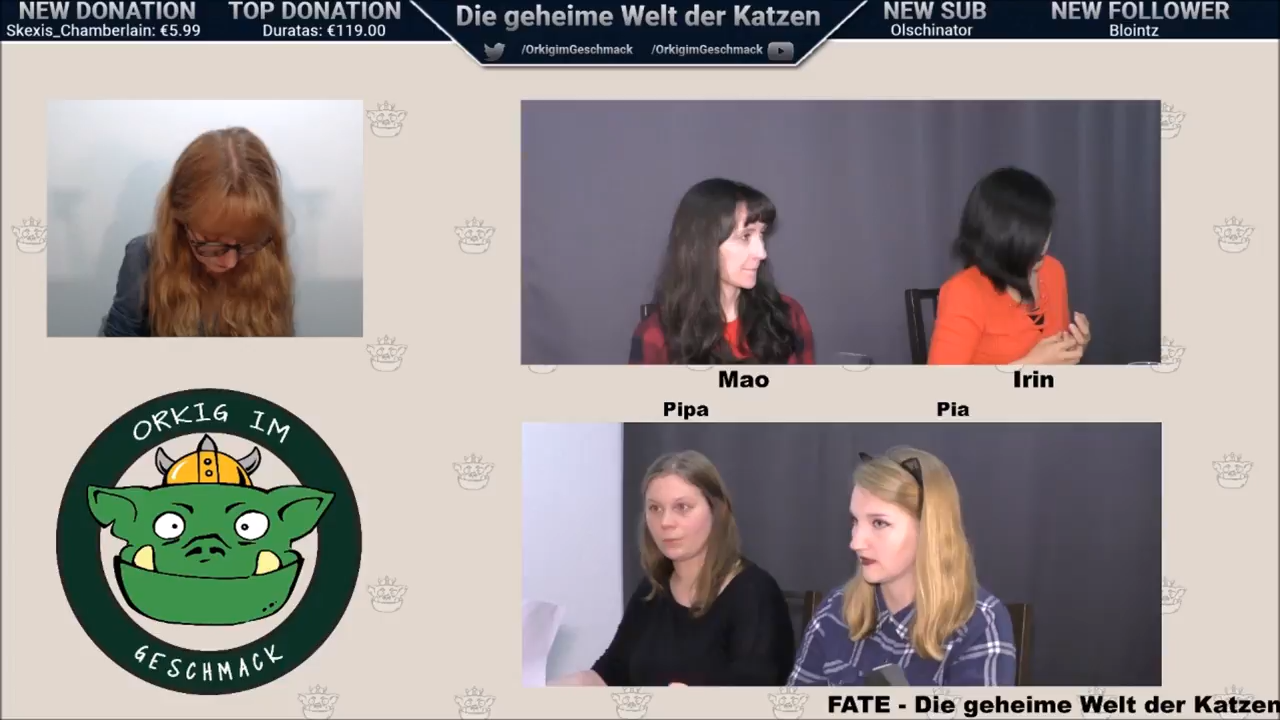 NEW DONATION
Skexis_Chamberlain: €5.99
TOP DONATION
Duratas: €119.00
Die geheime Welt der Katzen
/OrkigimGeschmack
/OrkigimGeschmack
NEW SUB
Olschinator
NEW FOLLOWER
Blointz
Mao
Irin
Pipa
Pia
ORKIG IM
GESCHMACK
FATE - Die geheime Welt der Katzen